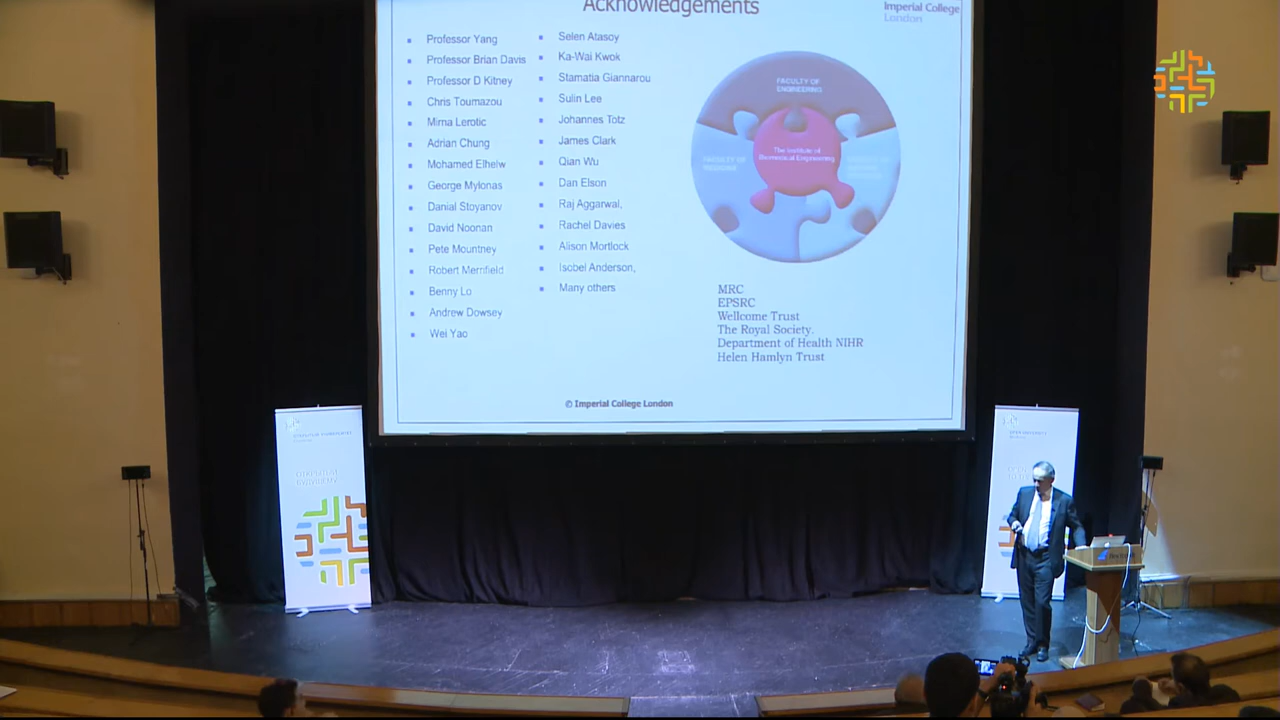 Acknowledgements
Imperial College
London
Professor Yang
Professor Brian Davis
Professor D Kitney
Chris Toumazou
Mirna Lerotic
Adrian Chung
Mohamed Elhelw
George Mylonas
Danial Stoyanov
David Noonan
Pete Mountney
Robert Merrifield
Benny Lo
Andrew Dowsey
Wei Yao
Selen Atasoy
Ka-Wai Kwok
Stamatia Giannarou
Sulin Lee
Johannes Totz
James Clark
Qian Wu
Dan Elson
Raj Aggarwal,
Rachel Davies
Alison Mortlock
Isobel Anderson,
Many others
FACULTY OF
ENGINEERING
The Institute of
Biomedical Engineering
FACULTY OF
MEDICINE
MRC
EPSRC
Wellcome Trust
The Royal Society.
Department of Health NIHR
Helen Hamlyn Trust
© Imperial College London